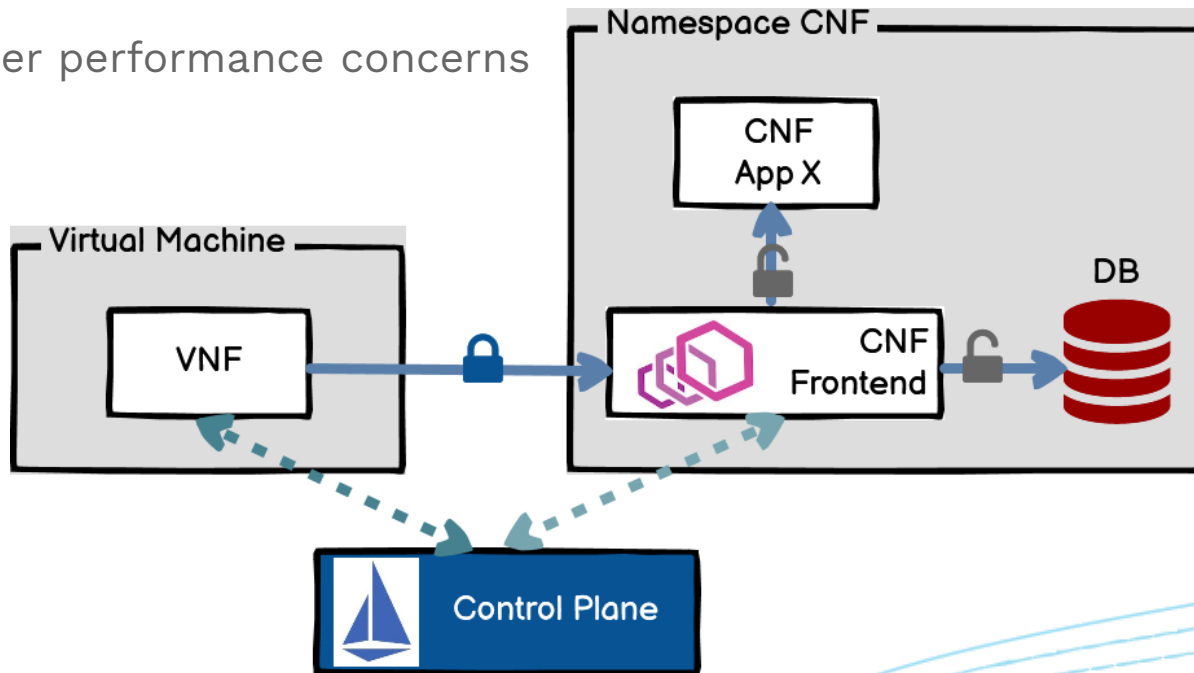 er performance concerns
Namespace CNF
CNF
App X
Virtual Machine
DB
VNF
CNF
Frontend
Control Plane